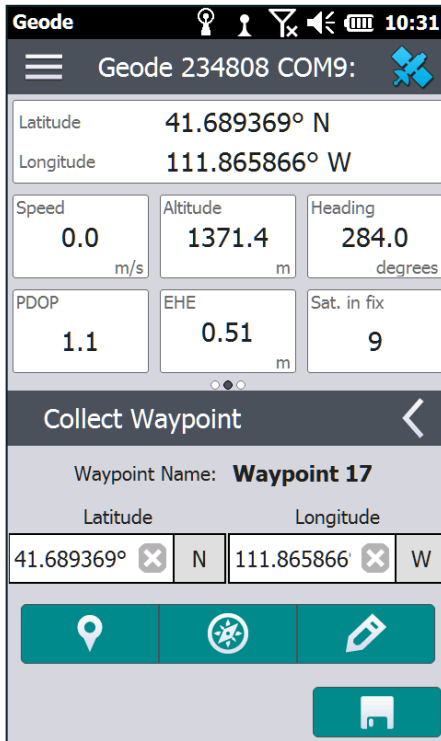 Geode 10:31
Geode 234808 COM9:
Latitude 41.689369° N
Longitude 111.865866° W
Speed Altitude Heading
0.0 1371.4 284.0
m/s m degrees
PDOP EHE Sat. in fix
1.1 0.51 9
m
Collect Waypoint
Waypoint Name: Waypoint 17
Latitude Longitude
41.689369° N 111.865866° W